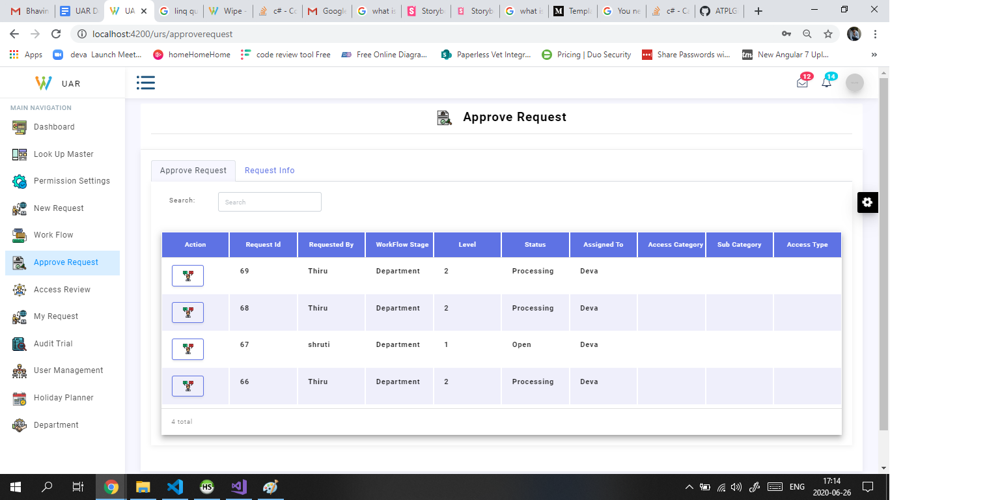 Bhavin
UAR D
UA
linq qu
Wipe -
c# - Co
Google
what is
Storyb
Storyb
what is
Templa
You ne
c# - Ca
ATPLG
localhost:4200/urs/approverequest
Apps
deva Launch Meet...
homeHomeHome
code review tool Free
Free Online Diagra...
Paperless Vet Integr...
Pricing | Duo Security
Share Passwords wi...
New Angular 7 Upl...
»
UAR
12
14
MAIN NAVIGATION
Dashboard
Look Up Master
Permission Settings
New Request
Work Flow
Approve Request
Access Review
My Request
Audit Trial
User Management
Holiday Planner
Department
Approve Request
Approve Request Request Info
Search: Search
Action Request Id Requested By WorkFlow Stage Level Status Assigned To Access Category Sub Category Access Type
69 Thiru Department 2 Processing Deva
68 Thiru Department 2 Processing Deva
67 shruti Department 1 Open Deva
66 Thiru Department 2 Processing Deva
4 total
HS
ENG
17:14
2020-06-26